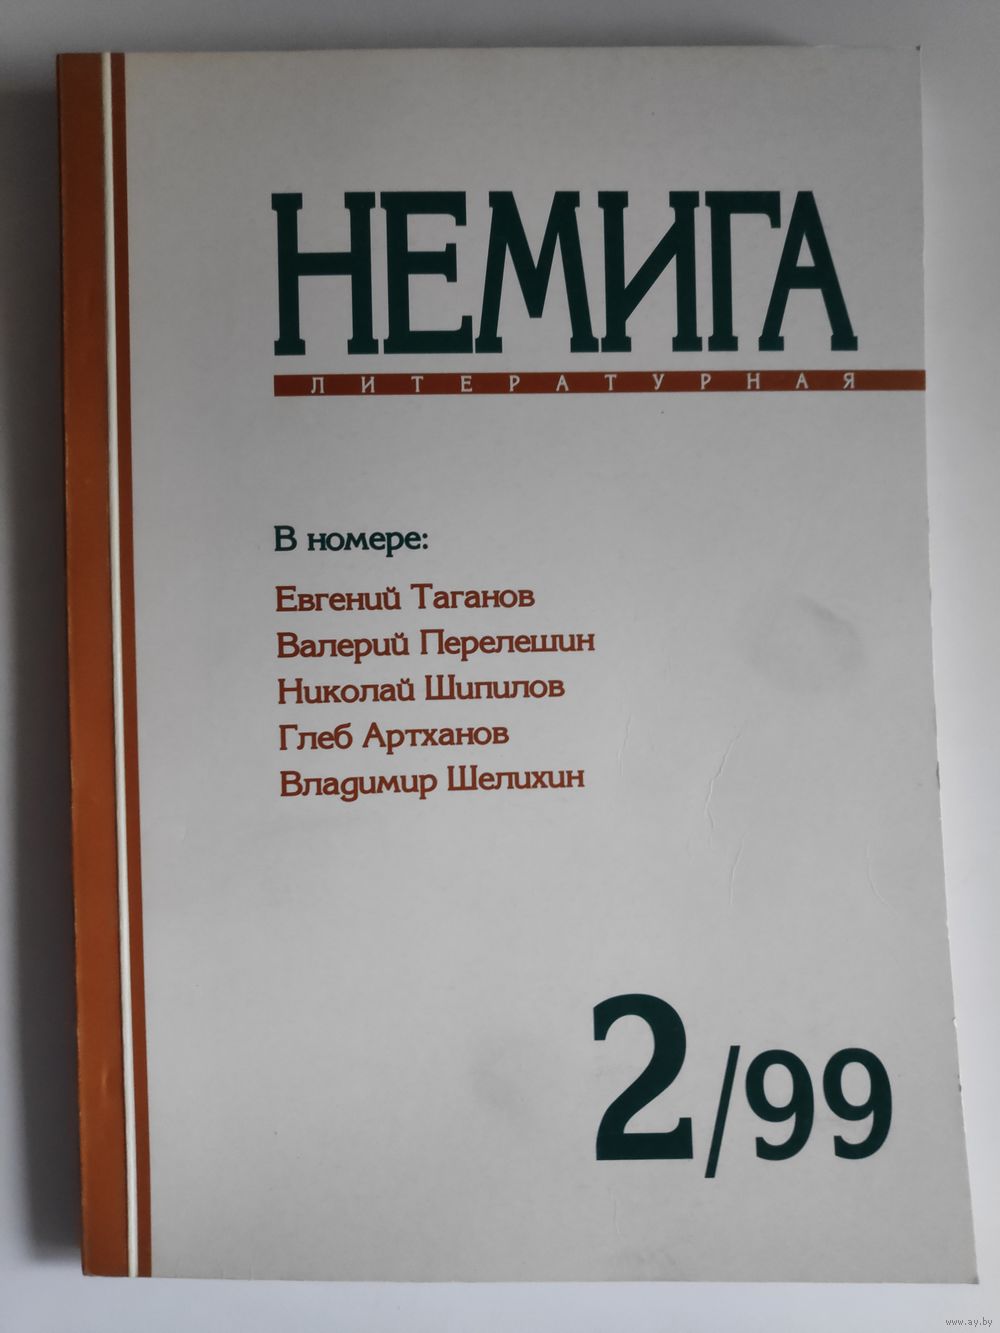 НЕМИГА
ЛИТЕРАТУРНАЯ
В номере:
Евгений Таганов
Валерий Перелешин
Николай Шипилов
Глеб Артханов
Владимир Шелихин
2/99
www.ay.by